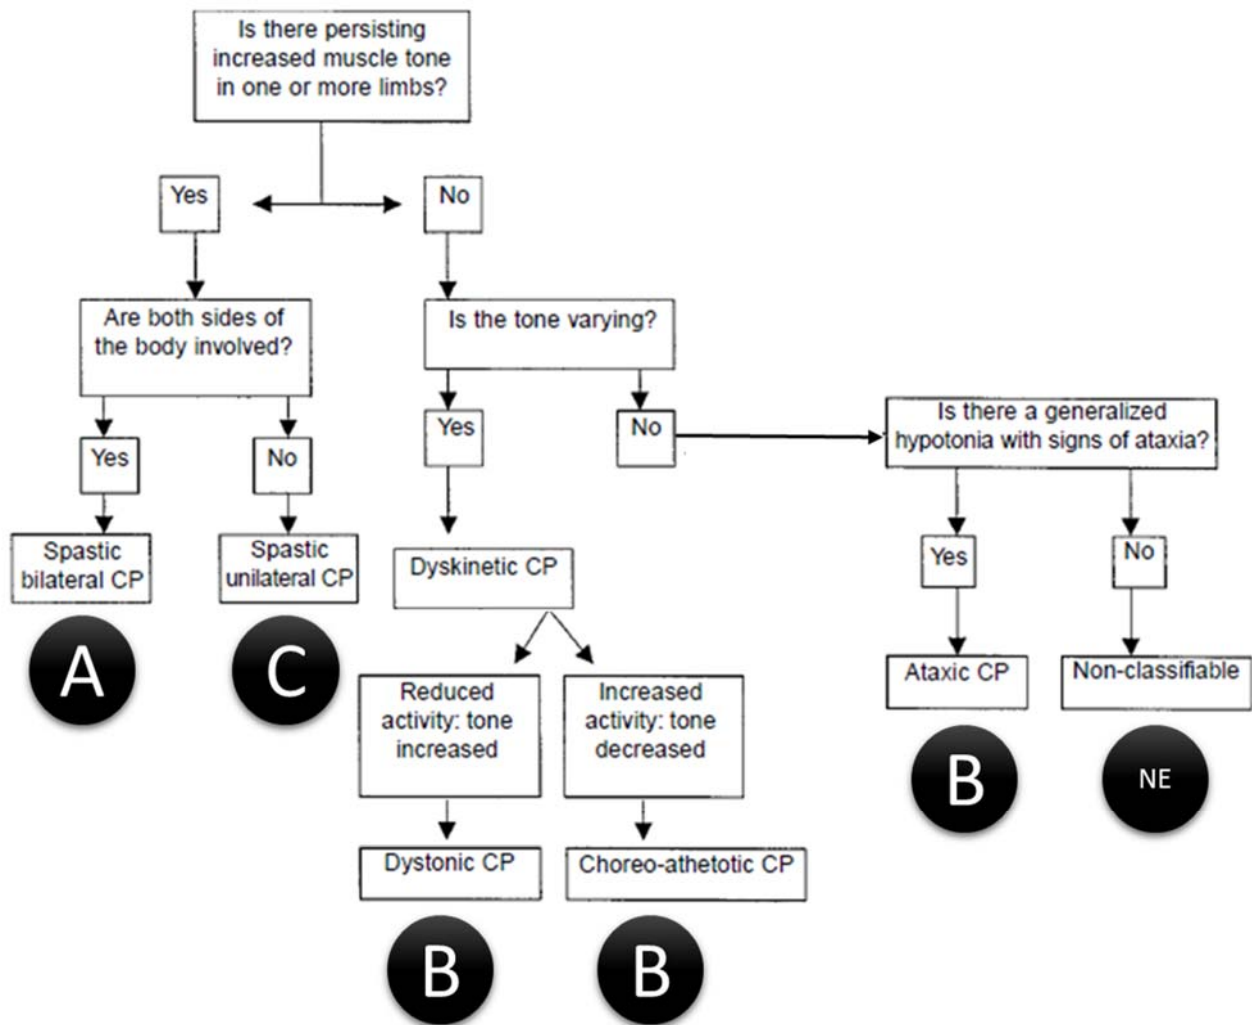 Is there persisting
increased muscle tone
in one or more limbs?
Yes
No
Are both sides of
the body involved?
Is the tone varying?
Yes
No
Yes
No
Is there a generalized
hypotonia with signs of ataxia?
Spastic
bilateral CP
Spastic
unilateral CP
Dyskinetic CP
Yes
No
A
C
Reduced
activity: tone
increased
Increased
activity: tone
decreased
Ataxic CP
Non-classifiable
B
NE
Dystonic CP
Choreo-athetotic CP
B
B